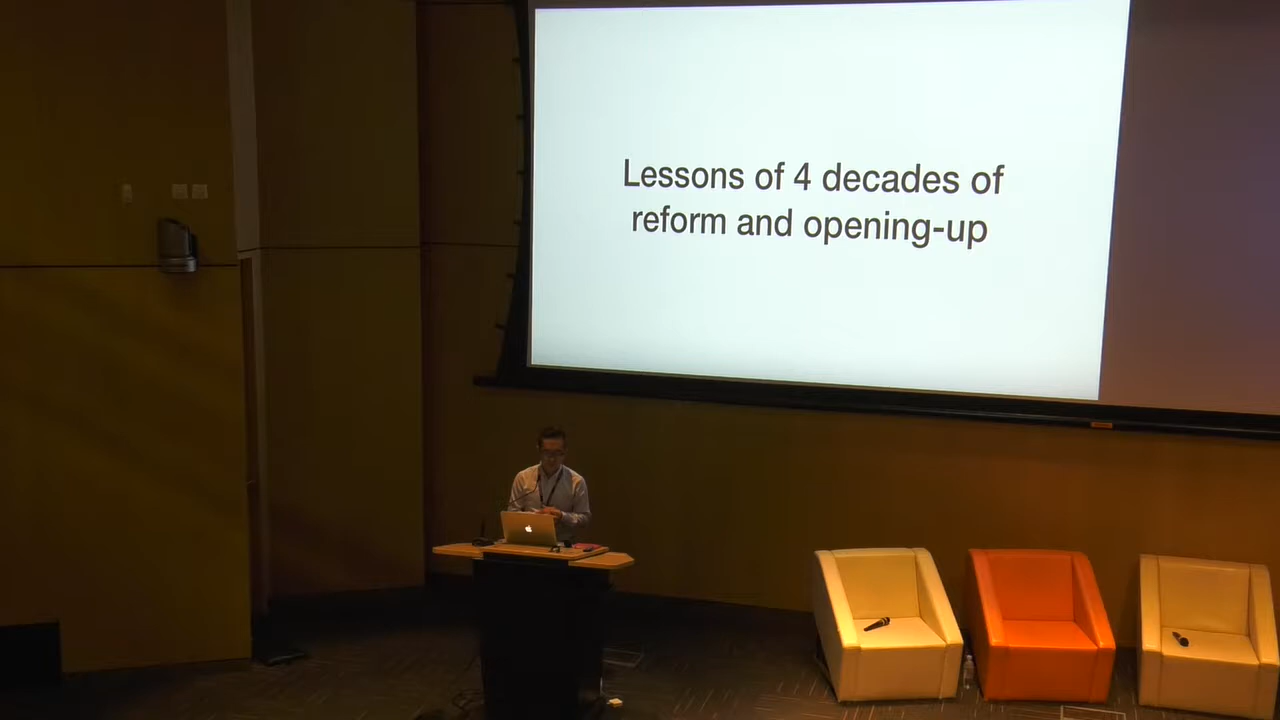 Lessons of 4 decades of
reform and opening-up